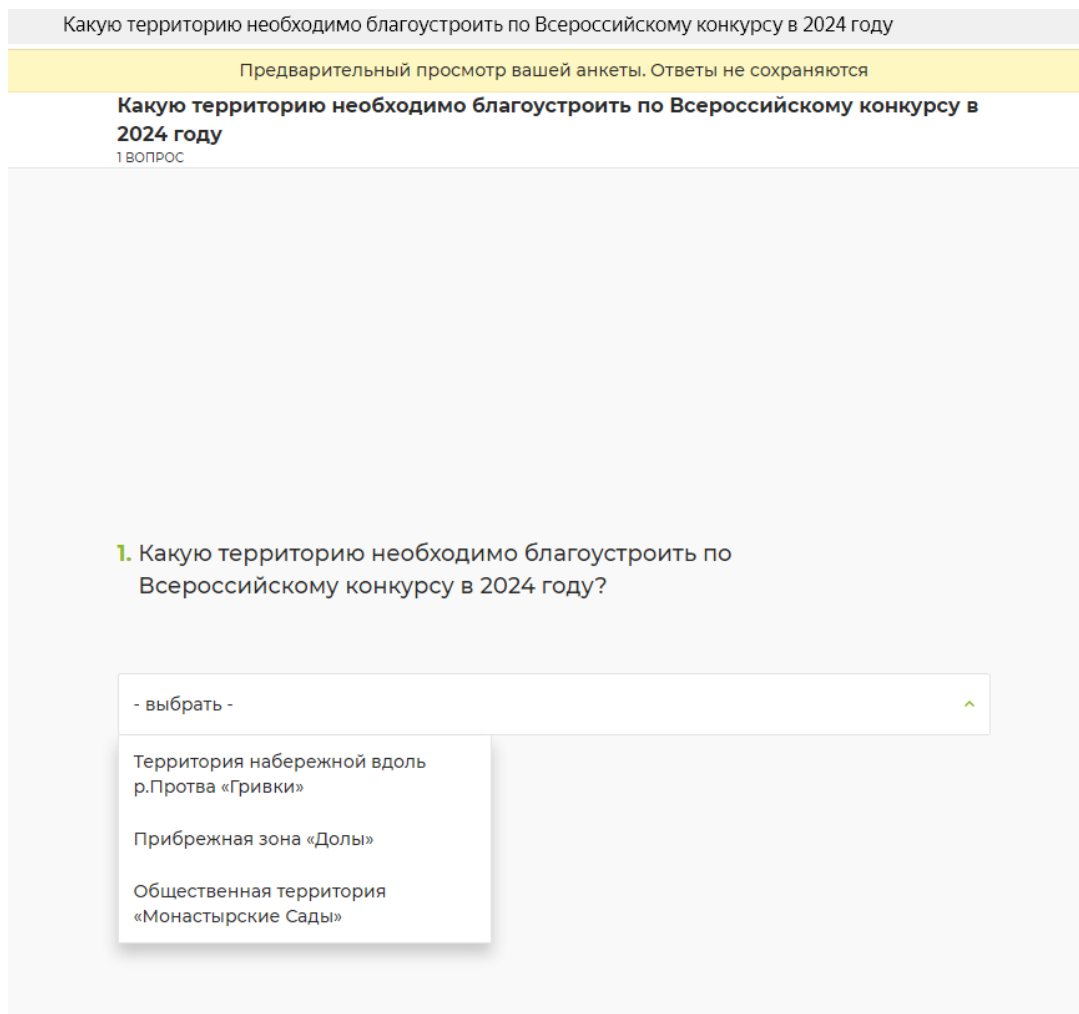 Какую территорию необходимо благоустроить по Всероссийскому конкурсу в 2024 году
Предварительный просмотр вашей анкеты. Ответы не сохраняются
Какую территорию необходимо благоустроить по Всероссийскому конкурсу в
2024 году
1 ВОПРОС
1. Какую территорию необходимо благоустроить по
Всероссийскому конкурсу в 2024 году?
- выбрать -
Территория набережной вдоль
р.Протва «Гривки»
Прибрежная зона «Долы»
Общественная территория
«Монастырские Сады»